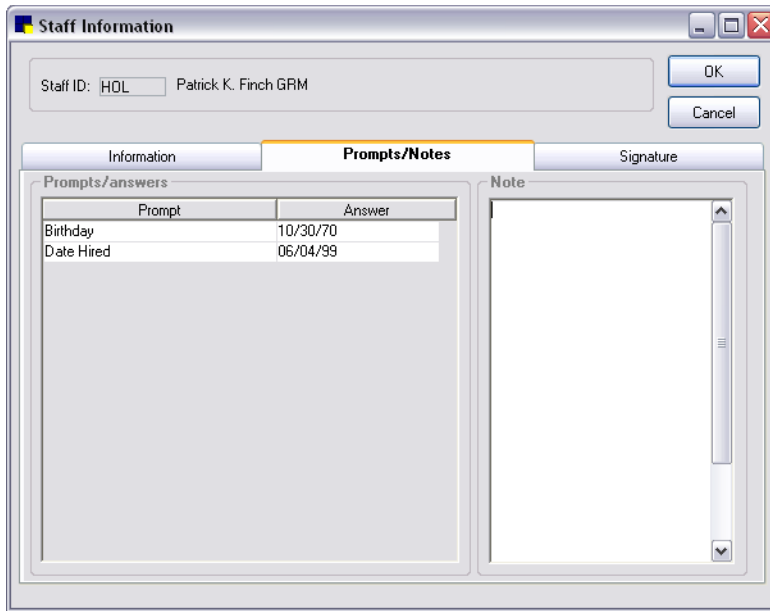 Staff Information
Staff ID: HOL Patrick K. Finch GRM
OK
Cancel
Information Prompts/Notes Signature
Prompts/answers
Prompt Answer
Birthday 10/30/70
Date Hired 06/04/99
Note